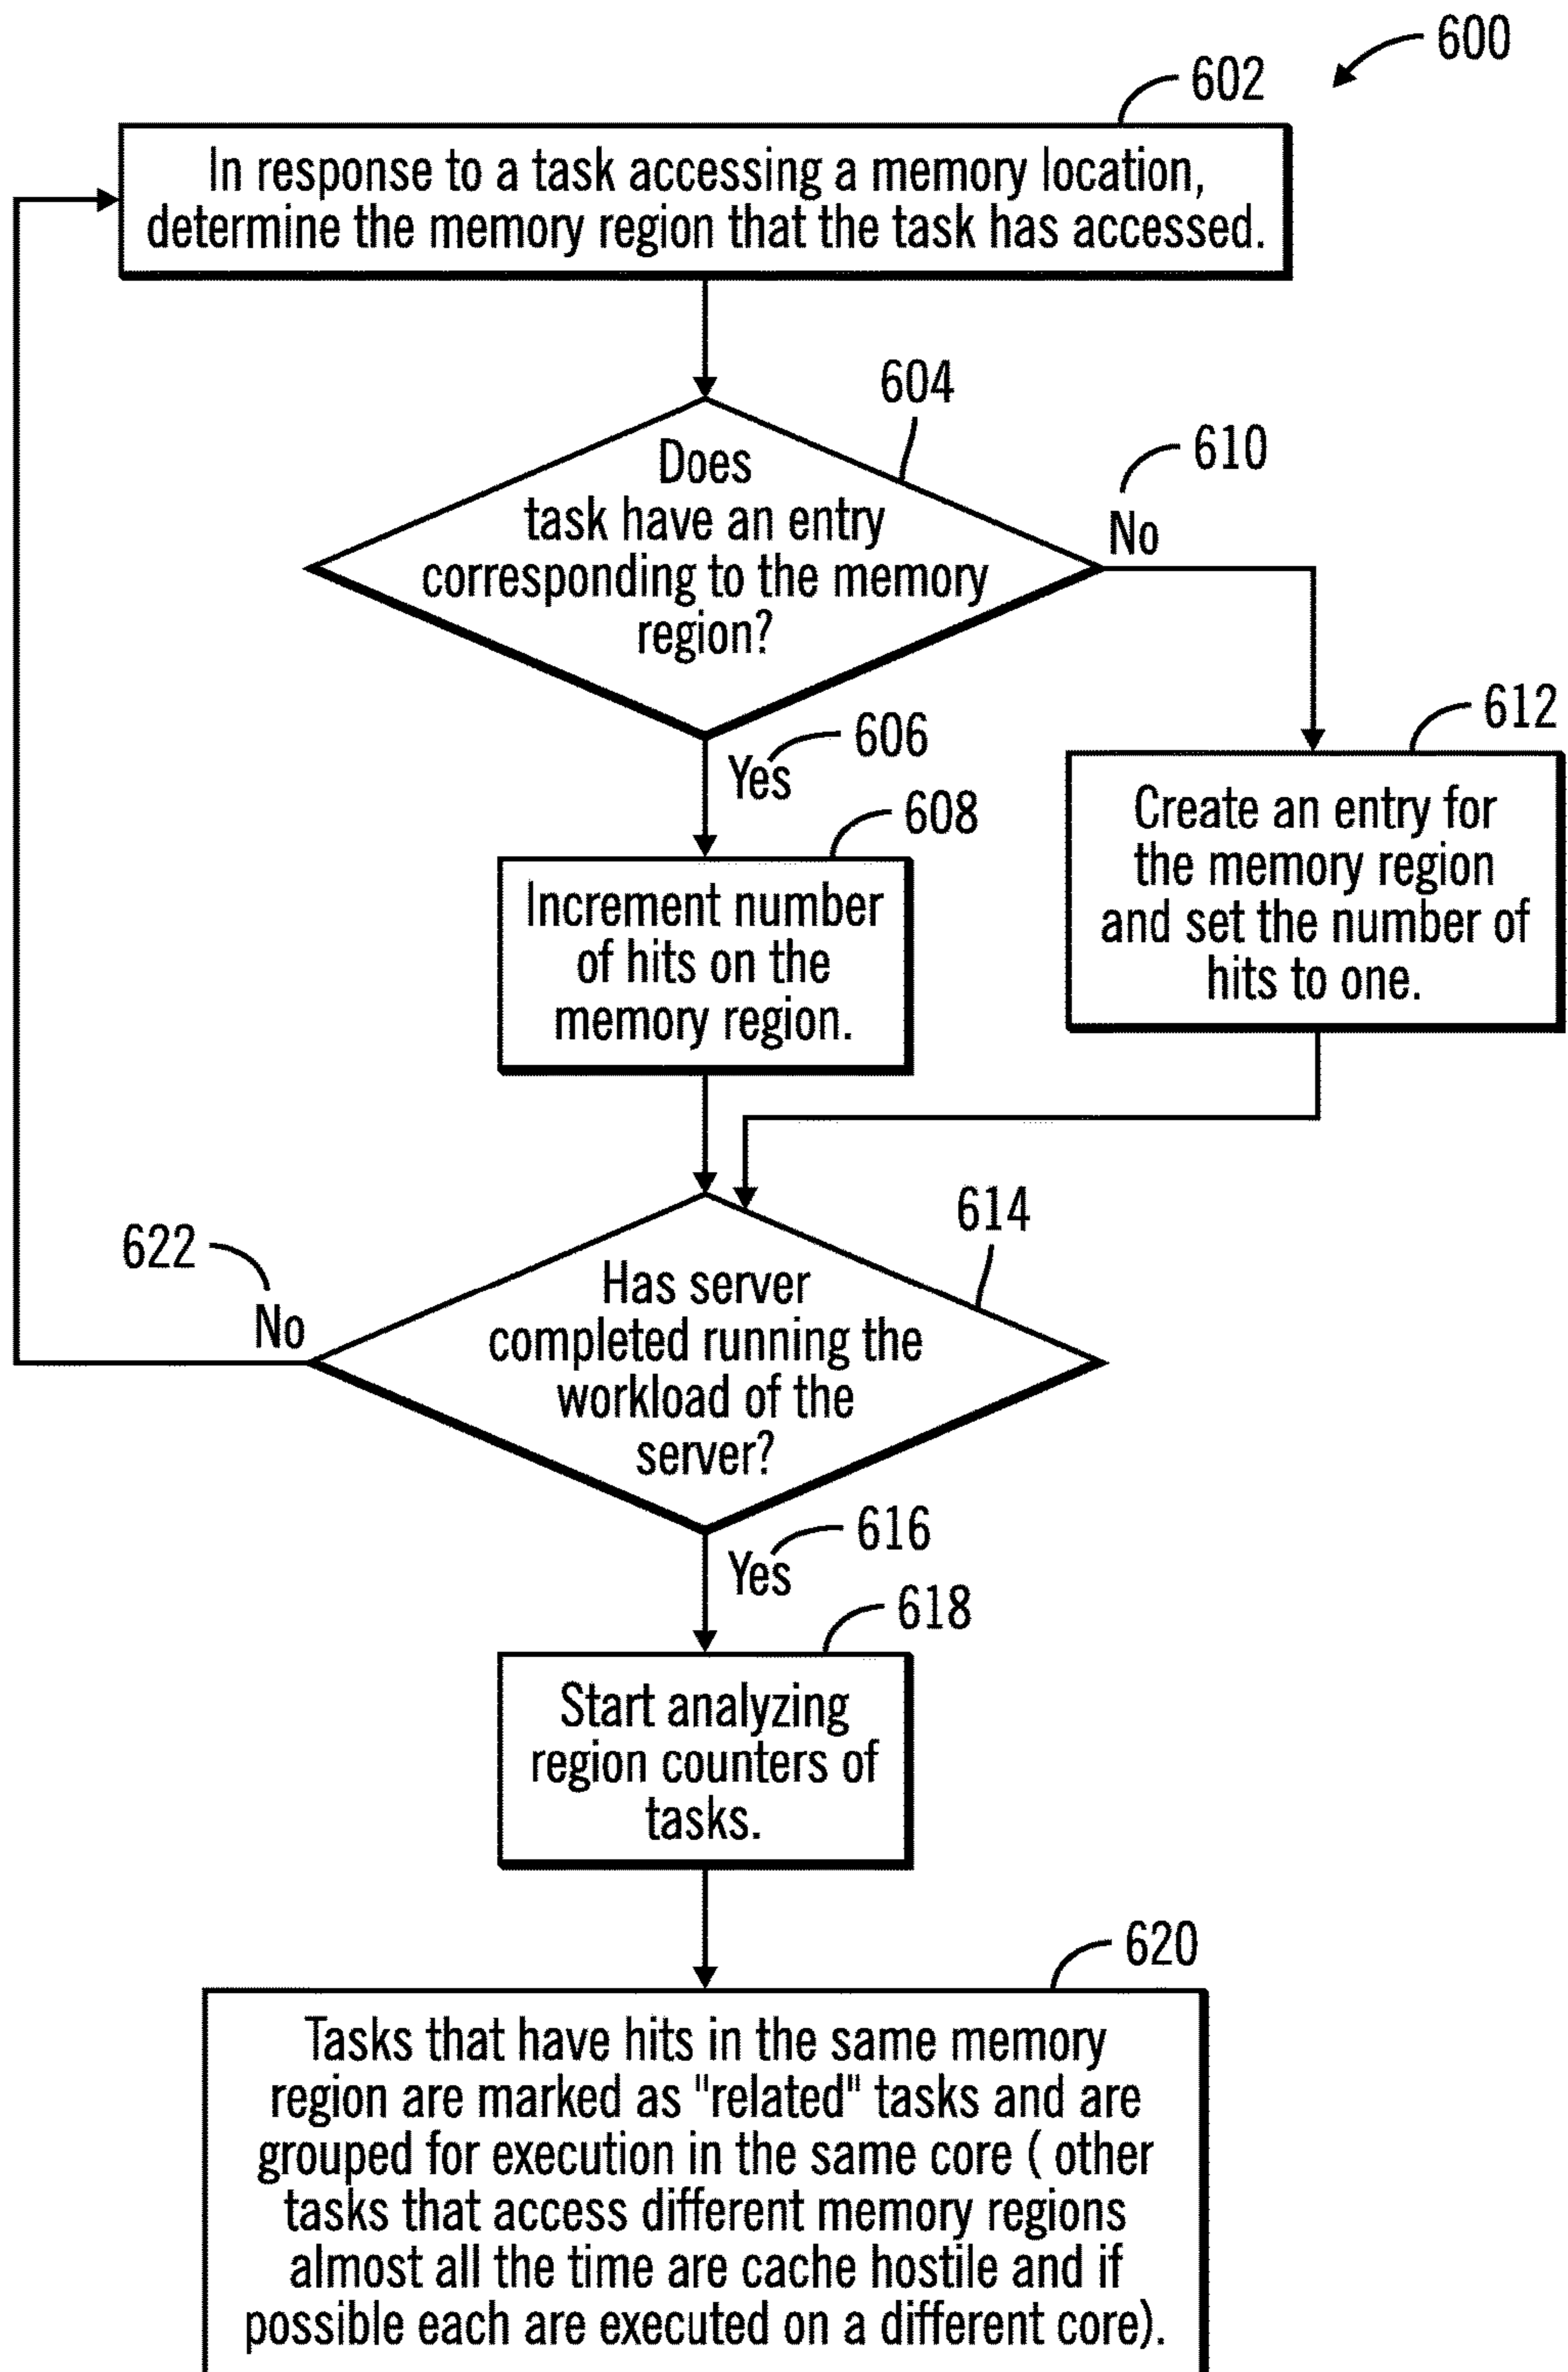 600
602
In response to a task accessing a memory location,
determine the memory region that the task has accessed.
604
Does
task have an entry
corresponding to the memory
region?
610
No
606
Yes
612
Create an entry for
the memory region
and set the number of
hits to one.
608
Increment number
of hits on the
memory region.
614
Has server
completed running the
workload of the
server?
622
No
616
Yes
618
Start analyzing
region counters of
tasks.
620
Tasks that have hits in the same memory
region are marked as "related" tasks and are
grouped for execution in the same core ( other
tasks that access different memory regions
almost all the time are cache hostile and if
possible each are executed on a different core).